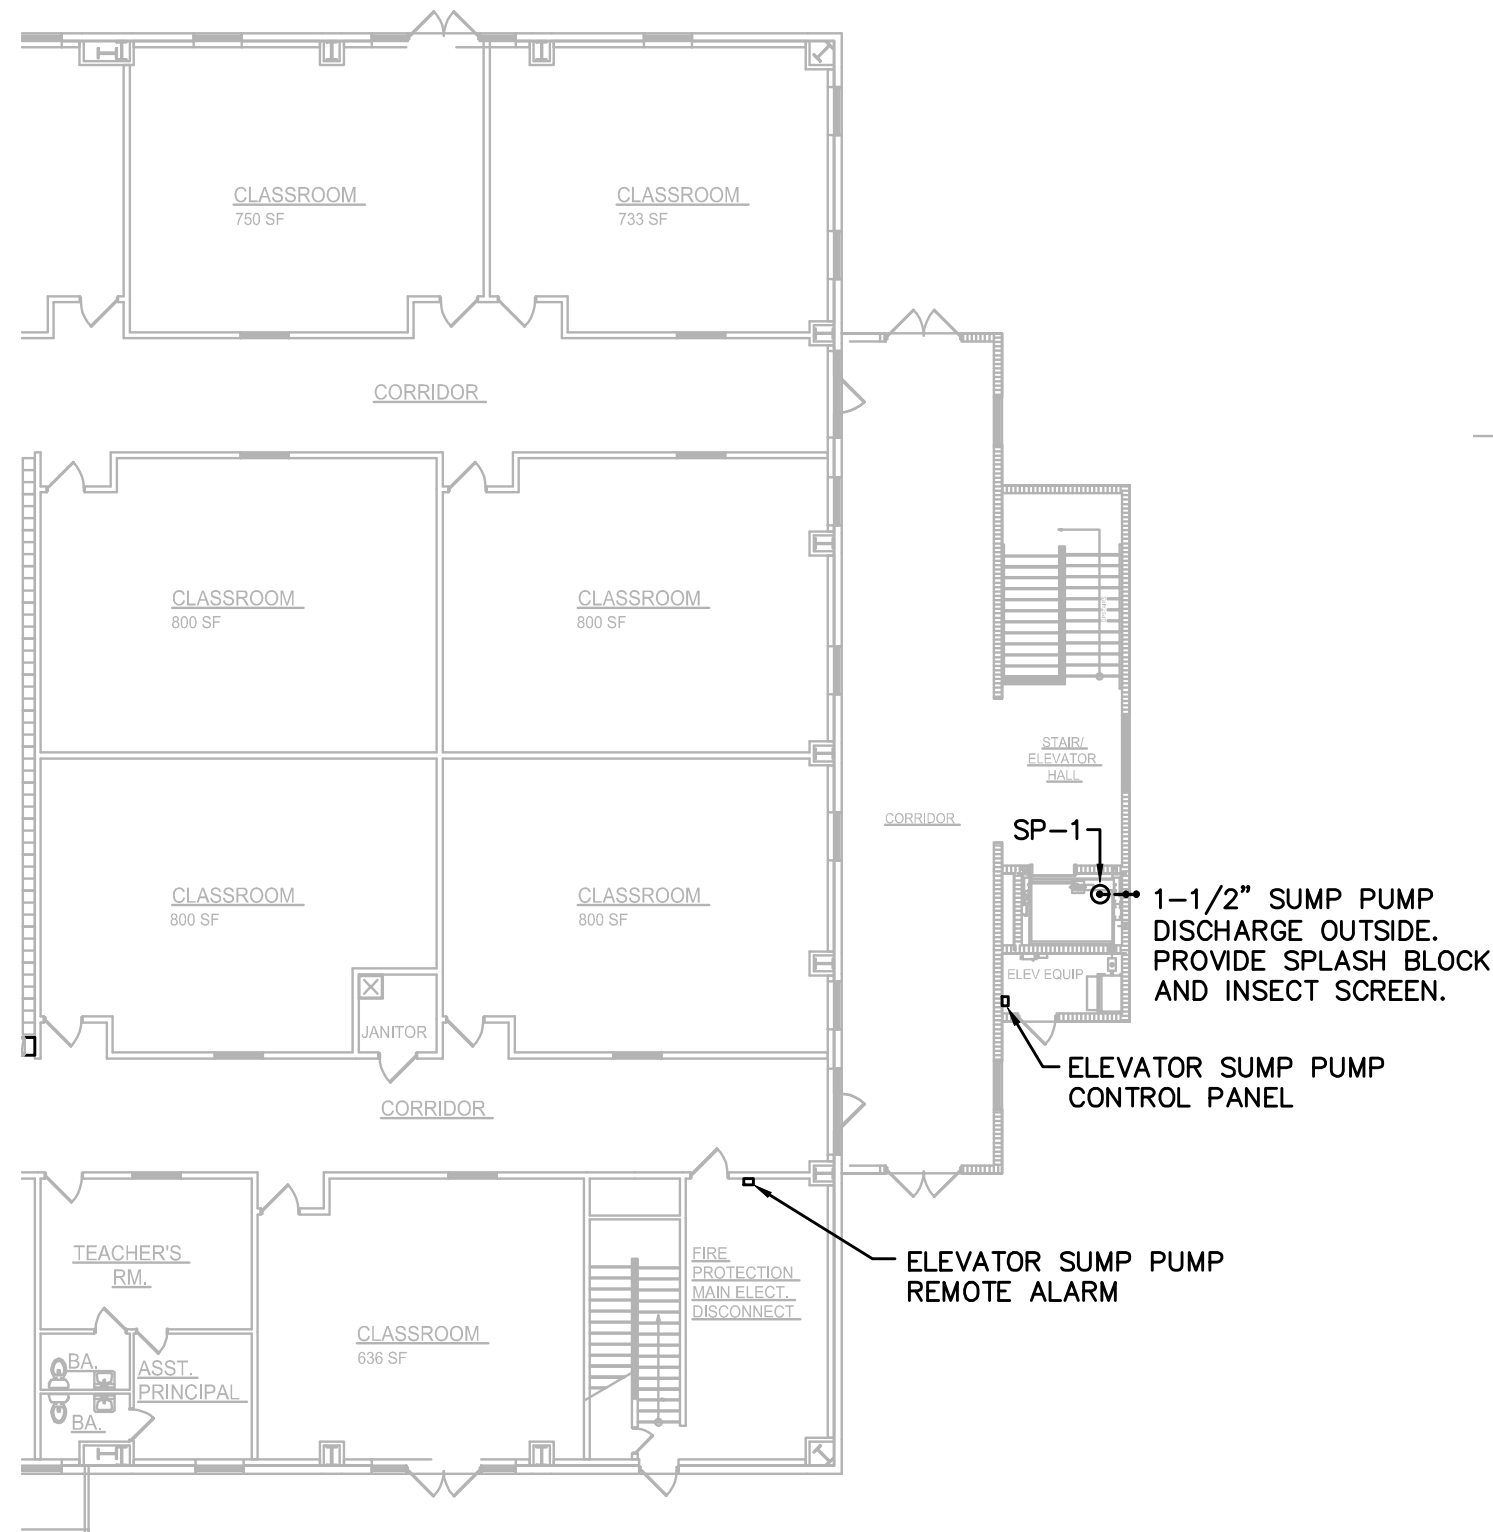 CLASSROOM
750 SF
CLASSROOM
733 SF
CORRIDOR
CLASSROOM
800 SF
CLASSROOM
800 SF
STAIR/
ELEVATOR
HALL
CORRIDOR
SP-1
CLASSROOM
800 SF
CLASSROOM
800 SF
1-1/2" SUMP PUMP
DISCHARGE OUTSIDE.
PROVIDE SPLASH BLOCK
AND INSECT SCREEN.
ELEV EQUIP
JANITOR
ELEVATOR SUMP PUMP
CONTROL PANEL
CORRIDOR
TEACHER'S
RM.
FIRE
PROTECTION
MAIN ELECT.
DISCONNECT
ELEVATOR SUMP PUMP
REMOTE ALARM
CLASSROOM
636 SF
BA.
ASST.
PRINCIPAL
BA.